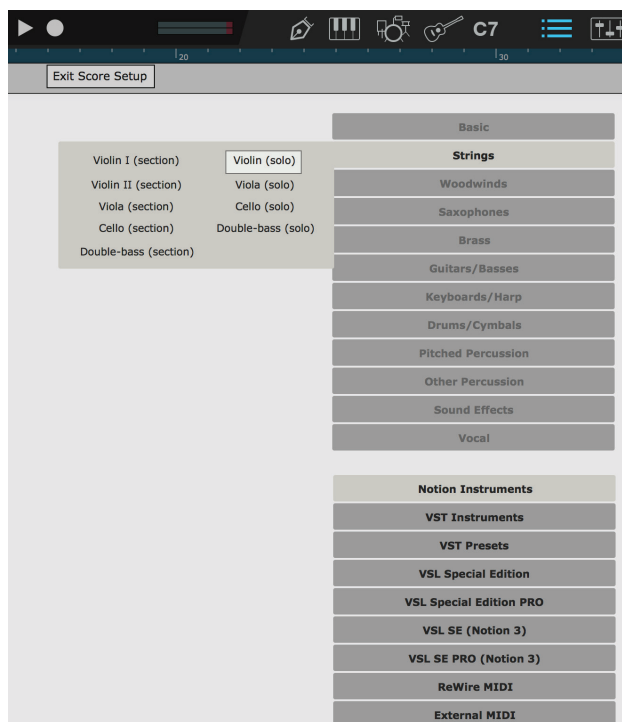 C7
20
30
Exit Score Setup
Basic
Strings
Woodwinds
Saxophones
Brass
Guitars/Basses
Keyboards/Harp
Drums/Cymbals
Pitched Percussion
Other Percussion
Sound Effects
Vocal
Violin I (section)
Violin (solo)
Violin II (section)
Viola (solo)
Viola (section)
Cello (solo)
Cello (section)
Double-bass (solo)
Double-bass (section)
Notion Instruments
VST Instruments
VST Presets
VSL Special Edition
VSL Special Edition PRO
VSL SE (Notion 3)
VSL SE PRO (Notion 3)
ReWire MIDI
External MIDI